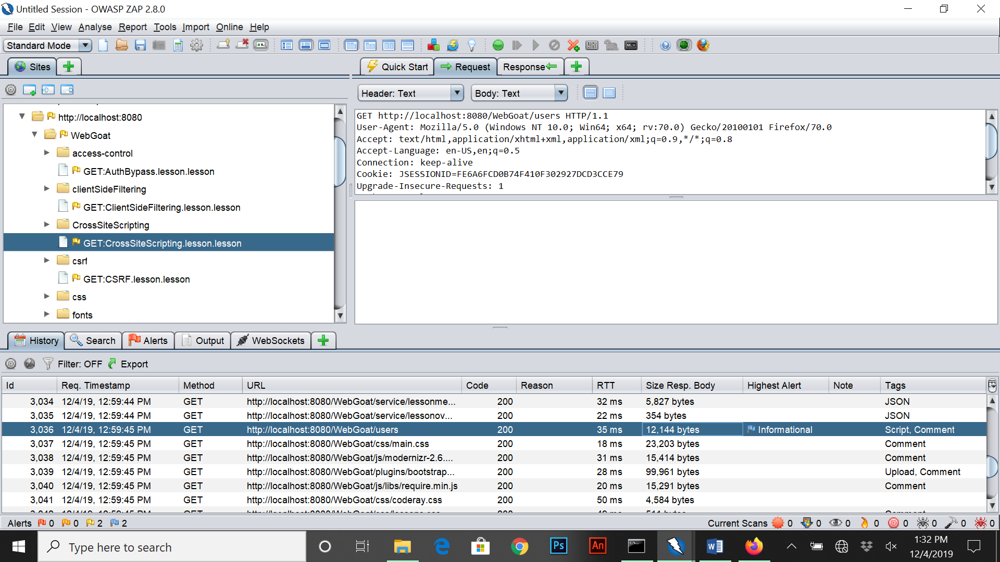 Untitled Session - OWASP ZAP 2.8.0
File Edit View Analyse Report Tools Import Online Help
Standard Mode
Sites
Quick Start Request Response
Header: Text Body: Text
http://localhost:8080
WebGoat
access-control
GET:AuthBypass.lesson.lesson
clientSideFiltering
GET:ClientSideFiltering.lesson.lesson
CrossSiteScripting
GET:CrossSiteScripting.lesson.lesson
csrf
GET:CSRF.lesson.lesson
css
fonts
GET http://localhost:8080/WebGoat/users HTTP/1.1
User-Agent: Mozilla/5.0 (Windows NT 10.0; Win64; x64; rv:70.0) Gecko/20100101 Firefox/70.0
Accept: text/html,application/xhtml+xml,application/xml;q=0.9,*/*;q=0.8
Accept-Language: en-US,en;q=0.5
Connection: keep-alive
Cookie: JSESSIONID=FE6A6FCD0B74F410F302927DCD3CCE79
Upgrade-Insecure-Requests: 1
History Search Alerts Output WebSockets
Filter: OFF Export
Id Req. Timestamp Method URL Code Reason RTT Size Resp. Body Highest Alert Note Tags
3,034 12/4/19, 12:59:44 PM GET http://localhost:8080/WebGoat/service/lessonme... 200 32 ms 5,827 bytes JSON
3,035 12/4/19, 12:59:44 PM GET http://localhost:8080/WebGoat/service/lessonov... 200 22 ms 354 bytes JSON
3,036 12/4/19, 12:59:45 PM GET http://localhost:8080/WebGoat/users 200 35 ms 12,144 bytes Informational Script, Comment
3,037 12/4/19, 12:59:45 PM GET http://localhost:8080/WebGoat/css/main.css 200 18 ms 23,203 bytes Comment
3,038 12/4/19, 12:59:45 PM GET http://localhost:8080/WebGoat/js/modernizr-2.6.... 200 31 ms 15,414 bytes Comment
3,039 12/4/19, 12:59:45 PM GET http://localhost:8080/WebGoat/plugins/bootstrap... 200 28 ms 99,961 bytes Upload, Comment
3,040 12/4/19, 12:59:45 PM GET http://localhost:8080/WebGoat/js/libs/require.min.js 200 20 ms 15,291 bytes Comment
3,041 12/4/19, 12:59:45 PM GET http://localhost:8080/WebGoat/css/coderay.css 200 50 ms 4,584 bytes
Alerts 0 0 2 2 Current Scans 0 0 0 0 0 0 0 0
Type here to search
Ps
An
1:32 PM
12/4/2019